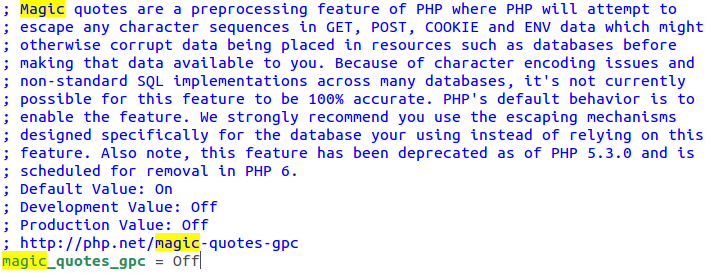 ; Magic quotes are a preprocessing feature of PHP where PHP will attempt to
; escape any character sequences in GET, POST, COOKIE and ENV data which might
; otherwise corrupt data being placed in resources such as databases before
; making that data available to you. Because of character encoding issues and
; non-standard SQL implementations across many databases, it's not currently
; possible for this feature to be 100% accurate. PHP's default behavior is to
; enable the feature. We strongly recommend you use the escaping mechanisms
; designed specifically for the database your using instead of relying on this
; feature. Also note, this feature has been deprecated as of PHP 5.3.0 and is
; scheduled for removal in PHP 6.
; Default Value: On
; Development Value: Off
; Production Value: Off
; http://php.net/magic-quotes-gpc
magic_quotes_gpc = Off